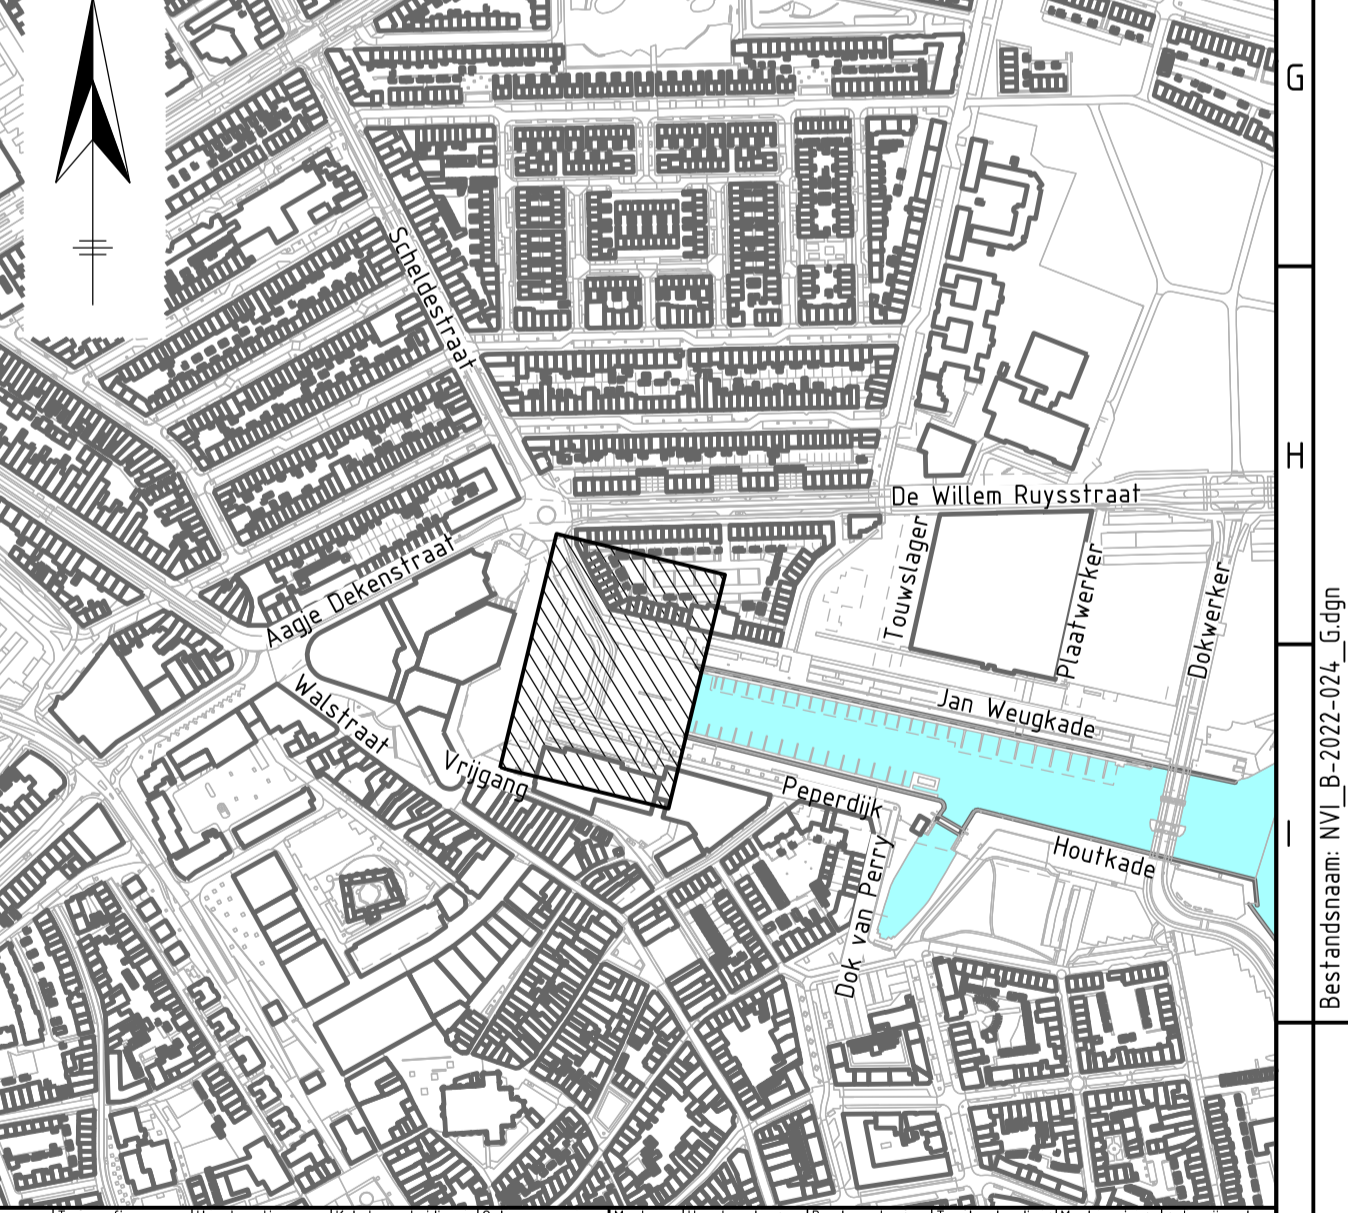 G
Scheldestraat
H
De Willem Ruysstraat
Aagje Dekenstraat
Touwslager
Plaatwerker
Dokwerker
Walstraat
Vrijgang
Jan Weugkade
Peperdijk
Houtkade
Dok van Perry
I
Bestandsnaam: NVI_B-2022-024_G.dgn